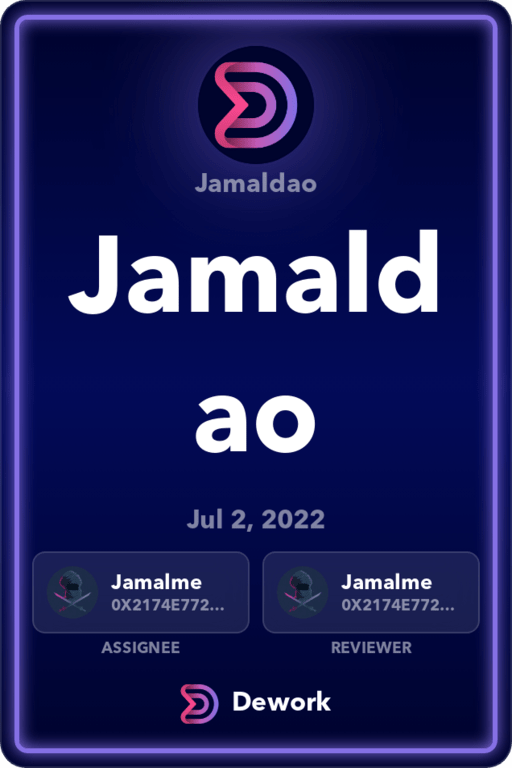 Jamaldao
Jamald
ao
Jul 2, 2022
Jamalme
0X2174E772...
Jamalme
0X2174E772...
ASSIGNEE
REVIEWER
Dework